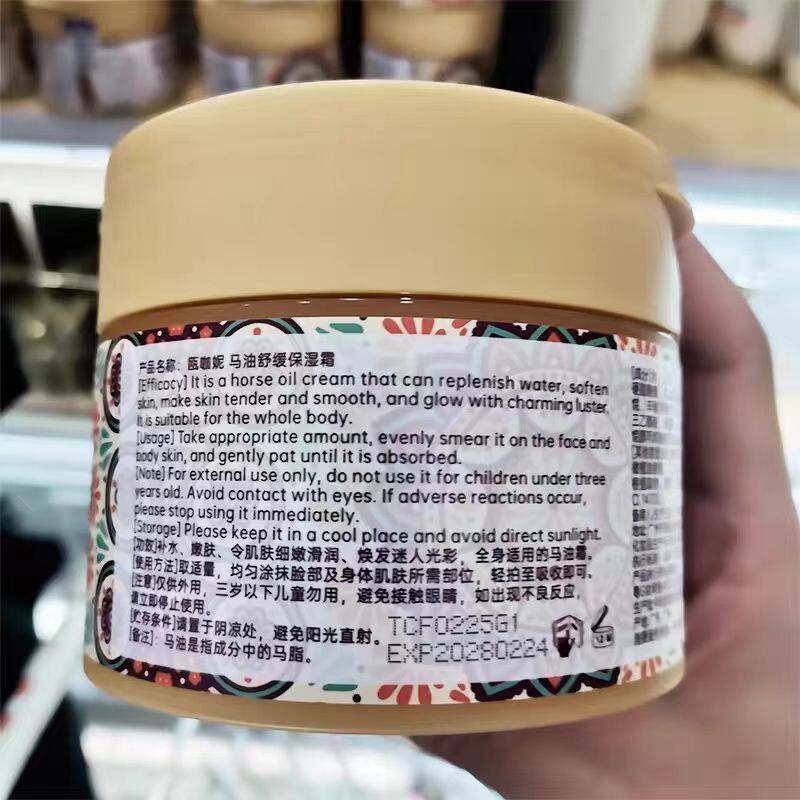 产品名称: 瓯咖妮 马油舒缓保湿霜
[Efficacy] It is a horse oil cream that can replenish water, soften
skin, make skin tender and smooth, and glow with charming luster.
It is suitable for the whole body.
[Usage] Take appropriate amount, evenly smear it on the face and
body skin, and gently pat until it is absorbed.
[Note] For external use only, do not use it for children under three
years old. Avoid contact with eyes. If adverse reactions occur,
please stop using it immediately.
[Storage] Please keep it in a cool place and avoid direct sunlight.
[功效]补水、嫩肤、令肌肤细嫩滑润、焕发迷人光彩，全身适用的马油霜。
[使用方法]取适量，均匀涂抹脸部及身体肌肤所需部位，轻拍至吸收即可。
[注意]仅供外用，三岁以下儿童勿用，避免接触眼睛，如出现不良反应，
请立即停止使用。
[贮存条件]请置于阴凉处，避免阳光直射。
[备注]：马油是指成分中的马脂。
TCF0225G1
EXP20280224